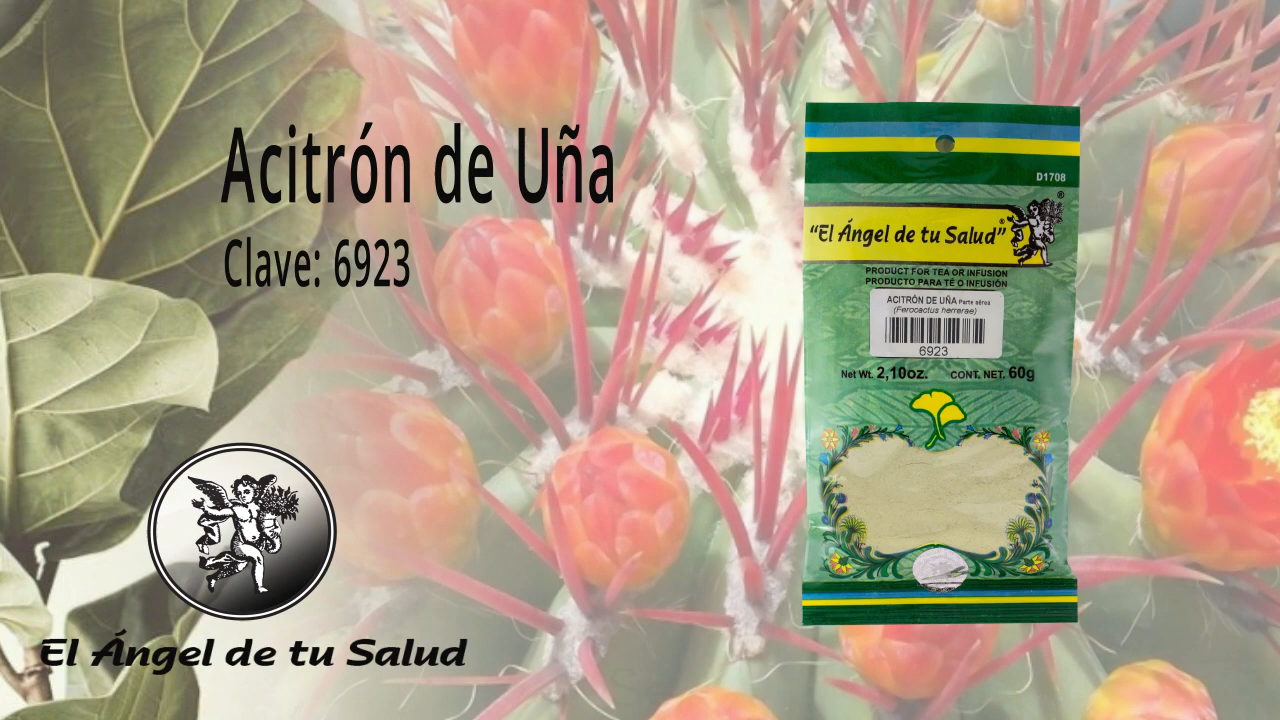 Acitrón de Uña
Clave: 6923
El Ángel de tu Salud
D1708
®
"El Ángel de tu Salud"®
PRODUCT FOR TEA OR INFUSION
PRODUCTO PARA TÉ O INFUSIÓN
ACITRÓN DE UÑA Parte aérea
(Ferocactus herrerae)
6923
Net Wt. 2,10oz. CONT. NET. 60g